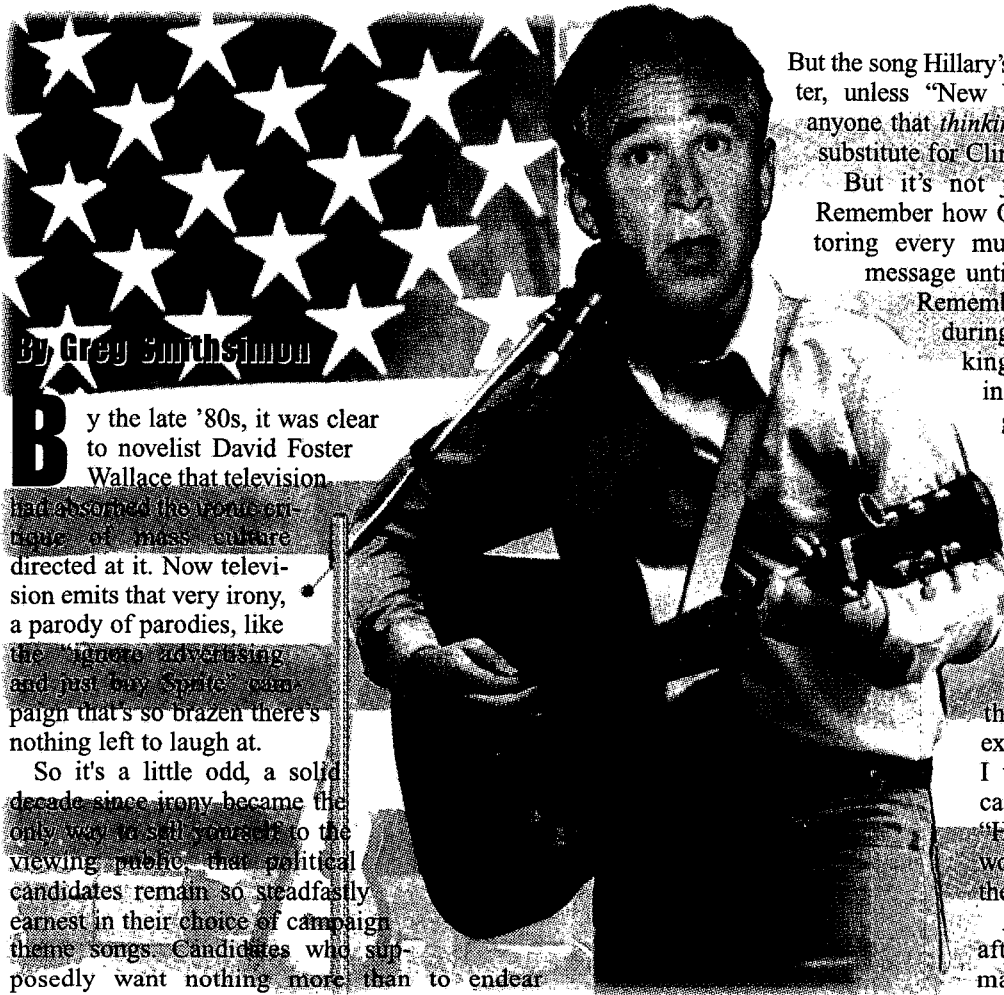 By Greg Smithsimon
By the late '80s, it was clear
to novelist David Foster
Wallace that television
had absorbed the ironic cri-
tique of mass culture
directed at it. Now televi-
sion emits that very irony,
a parody of parodies, like
the "ignore advertising
and just buy Sprite" cam-
paign that's so brazen there's
nothing left to laugh at.
So it's a little odd, a solid
decade since irony became the
only way to sell yourself to the
viewing public, that political
candidates remain so steadfastly
earnest in their choice of campaign
theme songs. Candidates who sup-
posedly want nothing more than to endear
But the song Hillary's
ter, unless "New
anyone that thinkin
substitute for Clin
But it's not
Remember how
toring every mu
message unti
Rememb
during
king
in
th
ex
I
ca
"H
wo
the
aft
ma